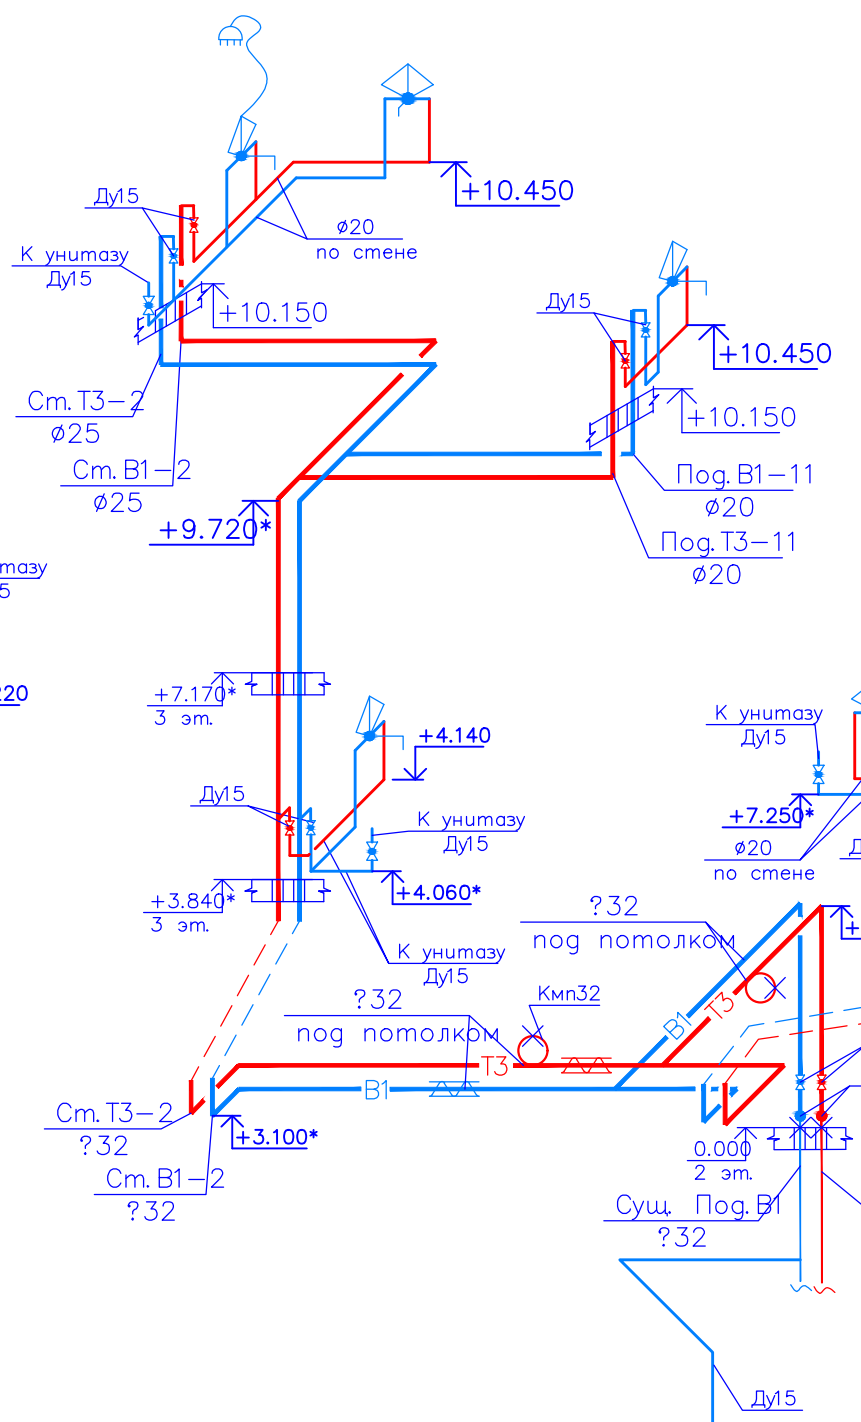 +10.450
Ду15
ø20
по стене
К унитазу
Ду15
+10.150
Ду15
+10.450
Ст. Т3-2
ø25
+10.150
Ст. В1-2
ø25
Под. В1-11
ø20
+9.720*
Под. Т3-11
ø20
тазу
5
220
+7.170*
3 эт.
+4.140
К унитазу
Ду15
Ду15
К унитазу
Ду15
+7.250*
ø20
по стене
Д
+3.840*
3 эт.
+4.060*
?32
под потолком
+
К унитазу
Ду15
?32
под потолком
Кмп32
Т3
В1
Т3
В1
Ст. Т3-2
?32
+3.100*
0.000
2 эт.
Ст. В1-2
?32
Сущ. Под. В1
?32
Ду15